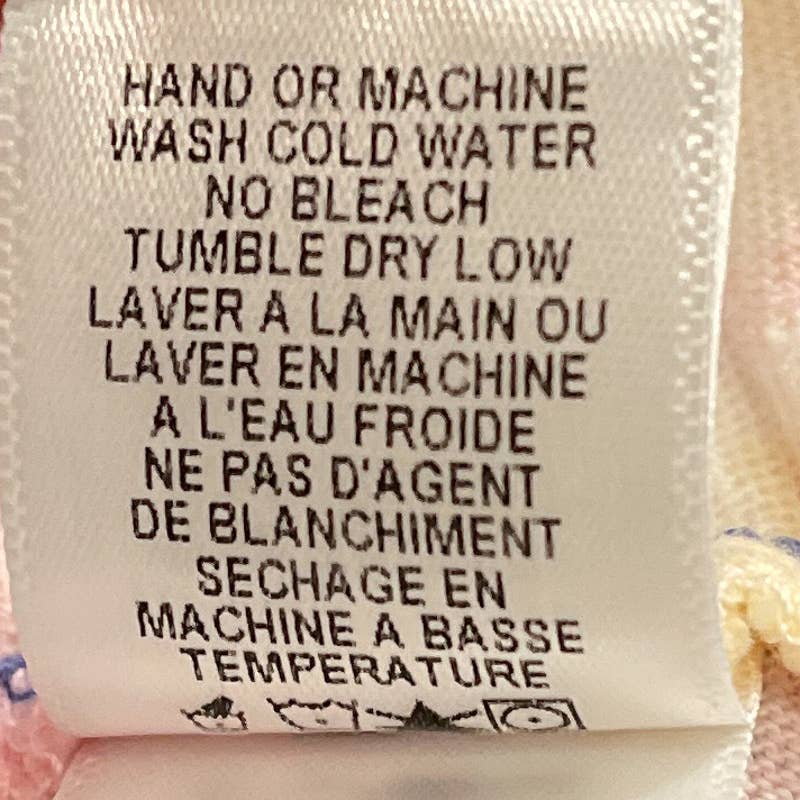 HAND OR MACHINE
WASH COLD WATER
NO BLEACH
TUMBLE DRY LOW
LAVER A LA MAIN OU
LAVER EN MACHINE
A L'EAU FROIDE
NE PAS D'AGENT
DE BLANCHIMENT
SECHAGE EN
MACHINE A BASSE
TEMPERATURE